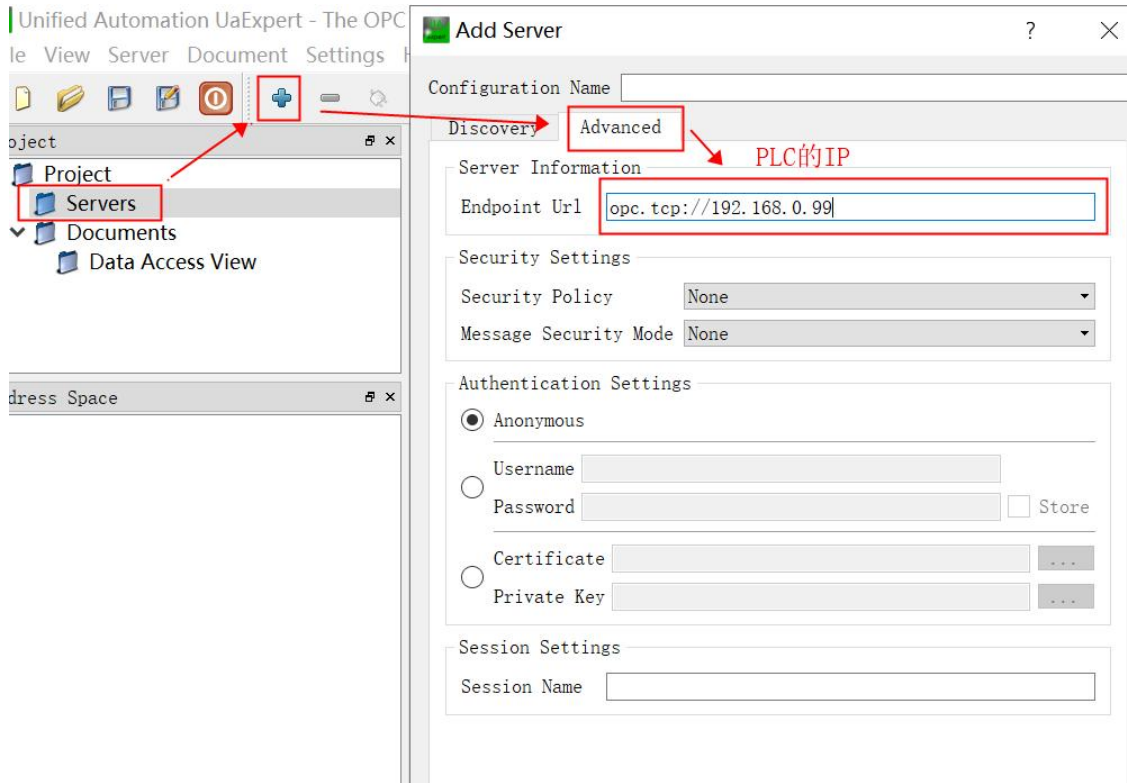 Unified Automation UaExpert - The OPC
le View Server Document Settings H
oject
Project
Servers
Documents
Data Access View
dress Space
Add Server
?
Configuration Name
Discovery
Advanced
PLC的IP
Server Information
Endpoint Url
opc.tcp://192.168.0.99
Security Settings
Security Policy
None
Message Security Mode
None
Authentication Settings
Anonymous
Username
Password
Store
Certificate
...
Private Key
...
Session Settings
Session Name